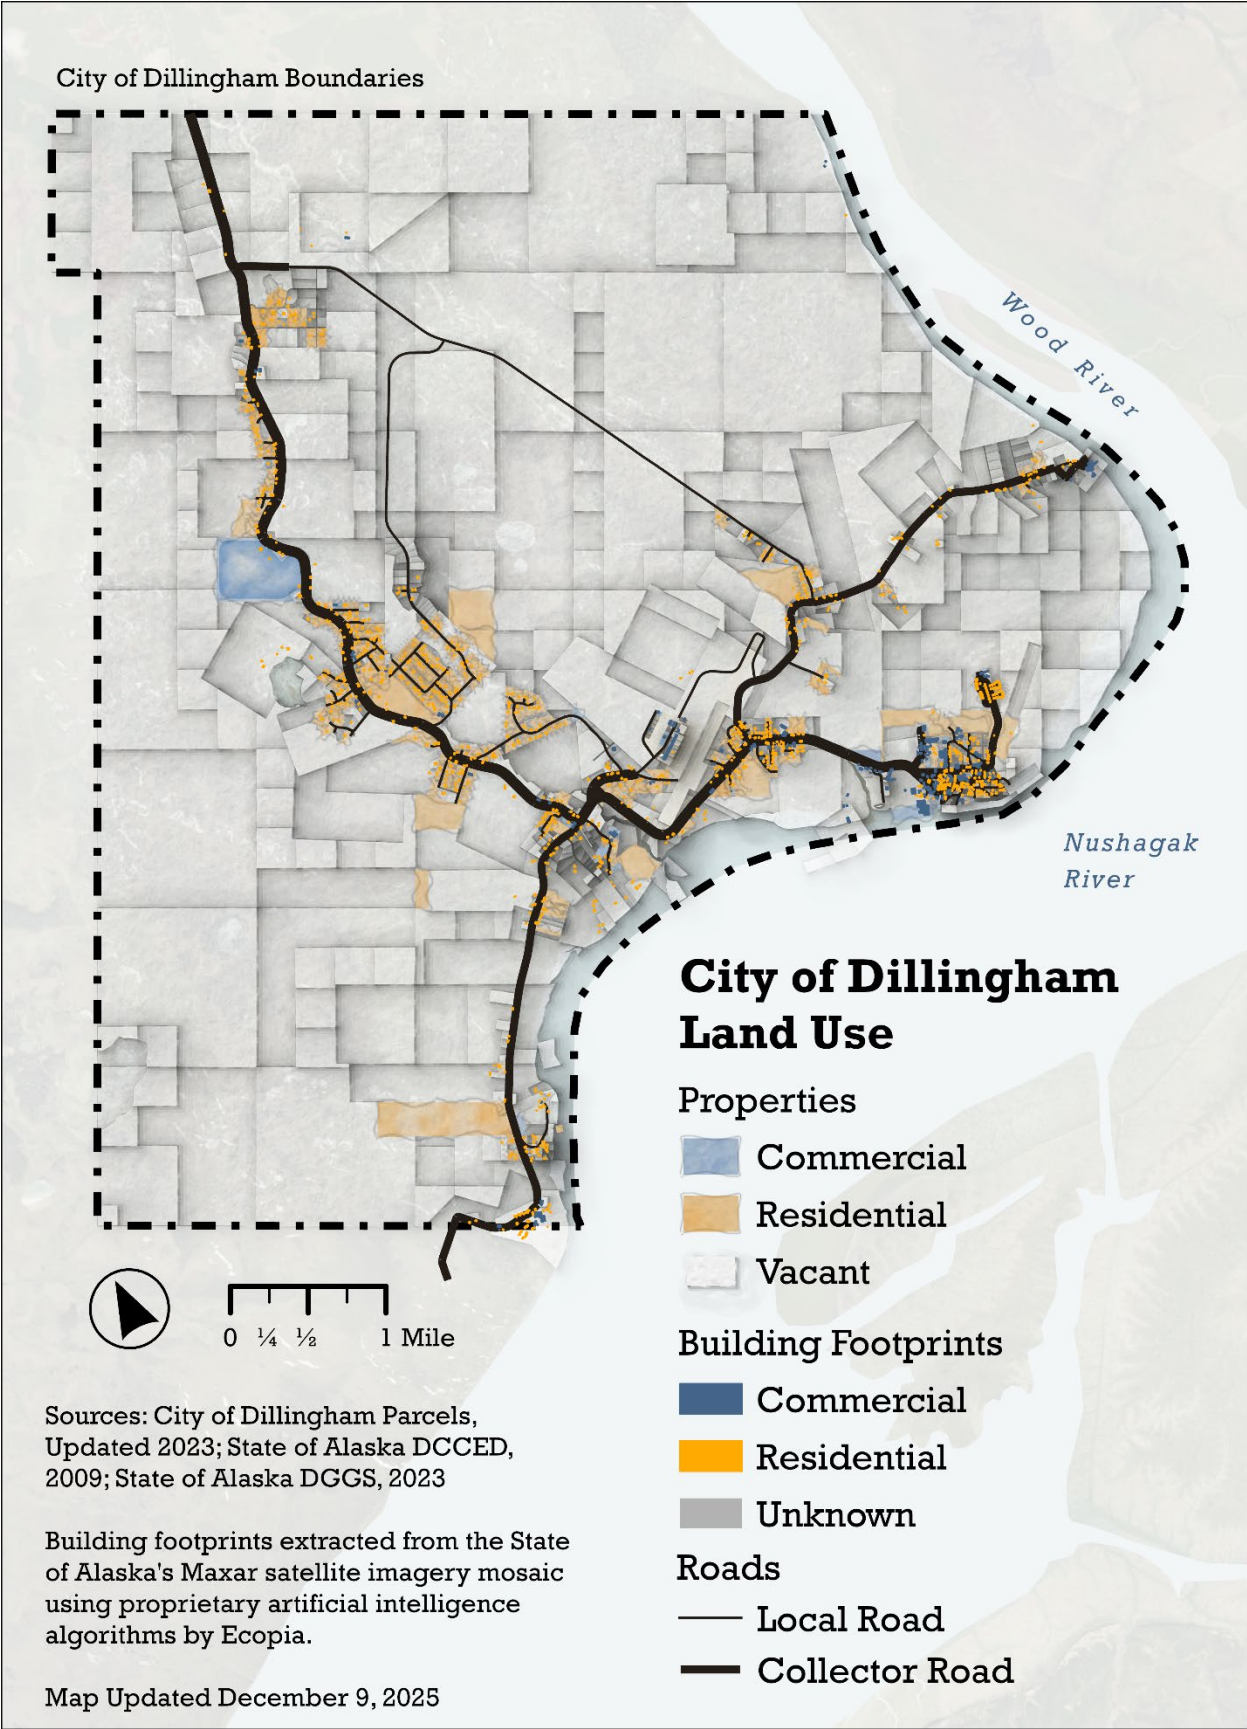 City of Dillingham Boundaries
Wood River
Nushagak
River
City of Dillingham
Land Use
Properties
Commercial
Residential
Vacant
Building Footprints
Commercial
Residential
Unknown
Roads
Local Road
Collector Road
0 ¼ ½ 1 Mile
Sources: City of Dillingham Parcels,
Updated 2023; State of Alaska DCCED,
2009; State of Alaska DGGS, 2023
Building footprints extracted from the State
of Alaska's Maxar satellite imagery mosaic
using proprietary artificial intelligence
algorithms by Ecopia.
Map Updated December 9, 2025